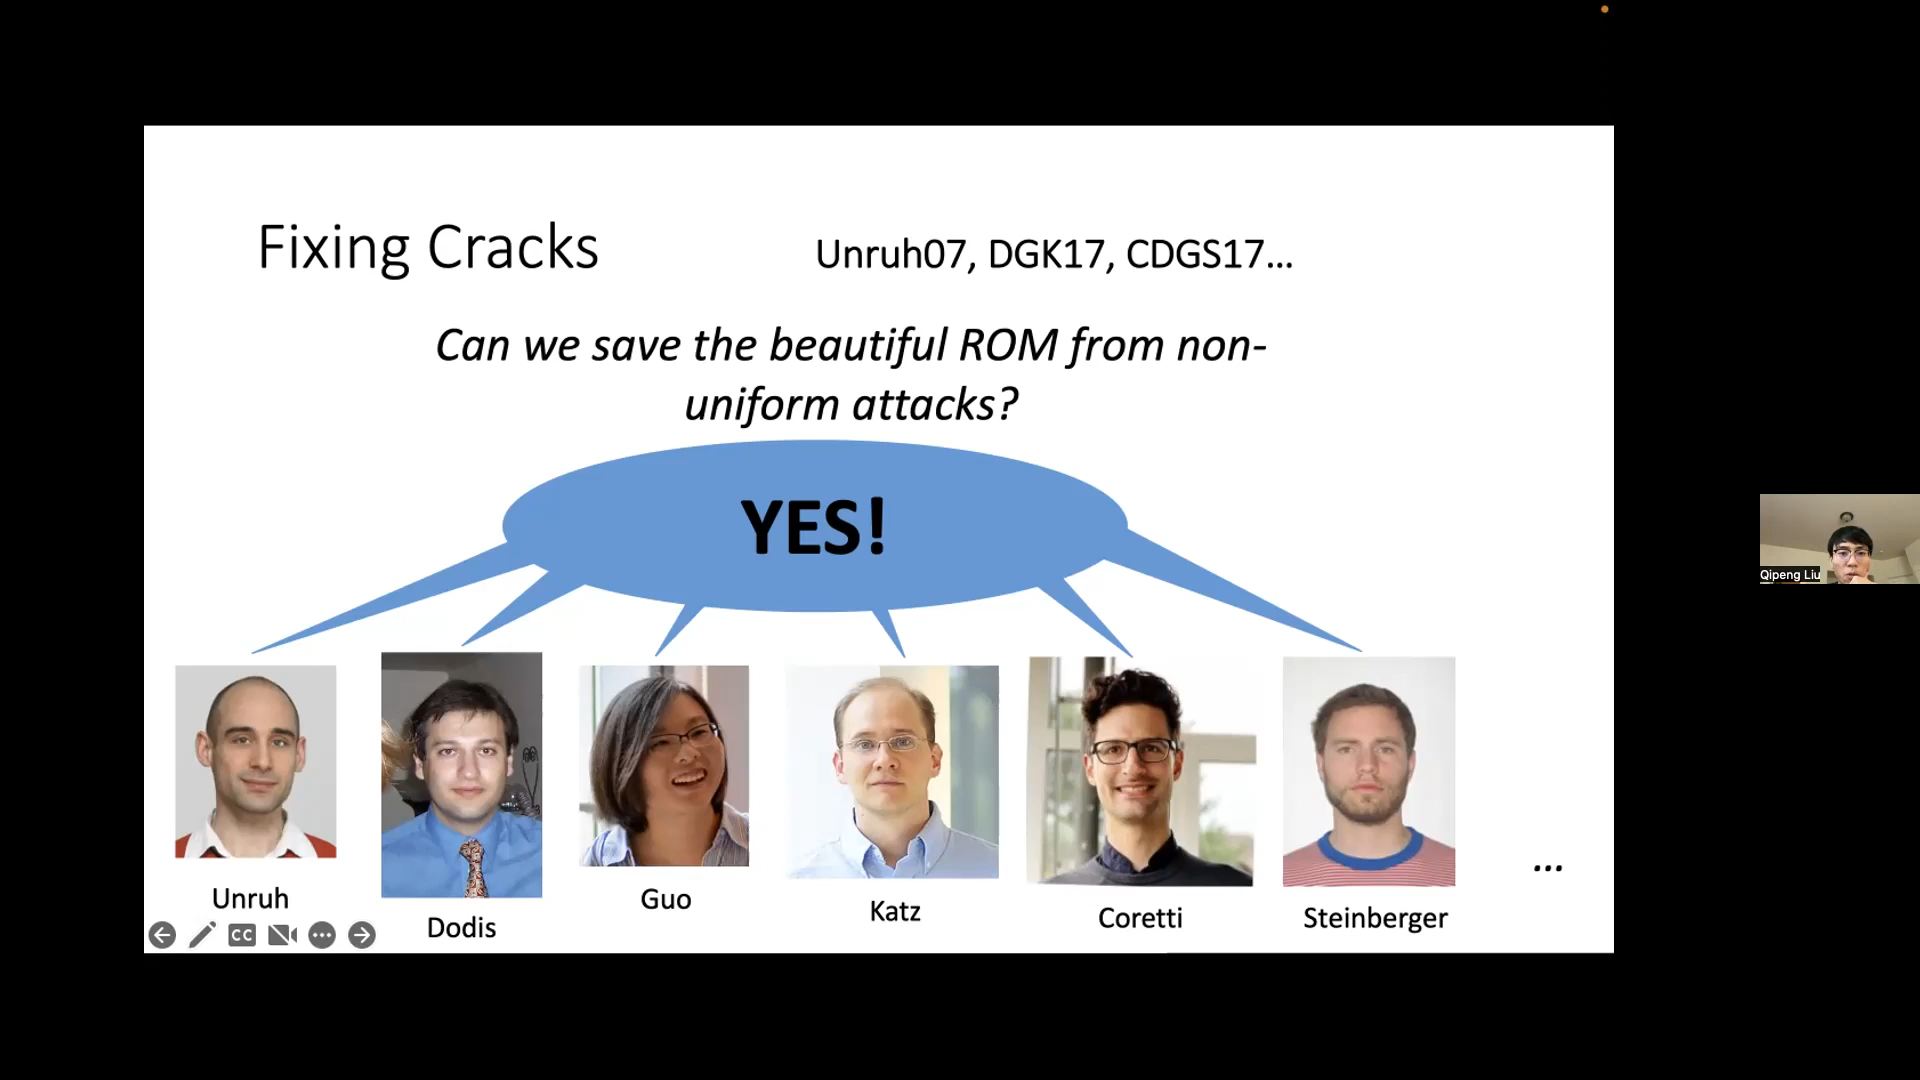 Fixing Cracks
Unruh07, DGK17, CDGS17...
Can we save the beautiful ROM from non-
uniform attacks?
YES!
Unruh
Dodis
Guo
Katz
Coretti
Steinberger
...
CC
Qipeng Liu